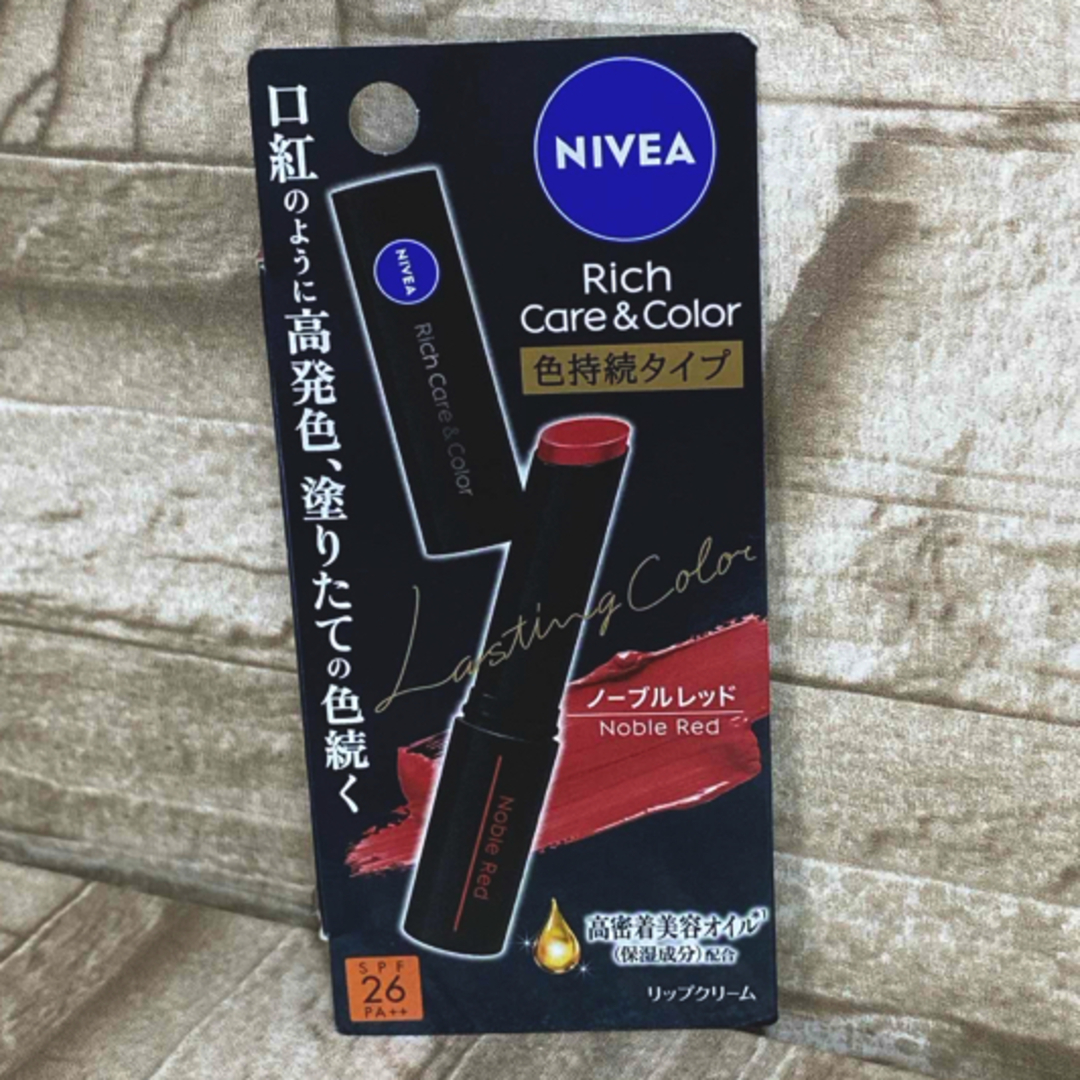 NIVEA
Rich
Care & Color
色持続タイプ
口紅のように高発色、塗りたての色続く
NIVEA
Rich Care & Color
Lasting Color
ノーブルレッド
Noble Red
Noble Red
高密着美容オイル*1
(保湿成分)配合
SPF
26
PA++
リップクリーム